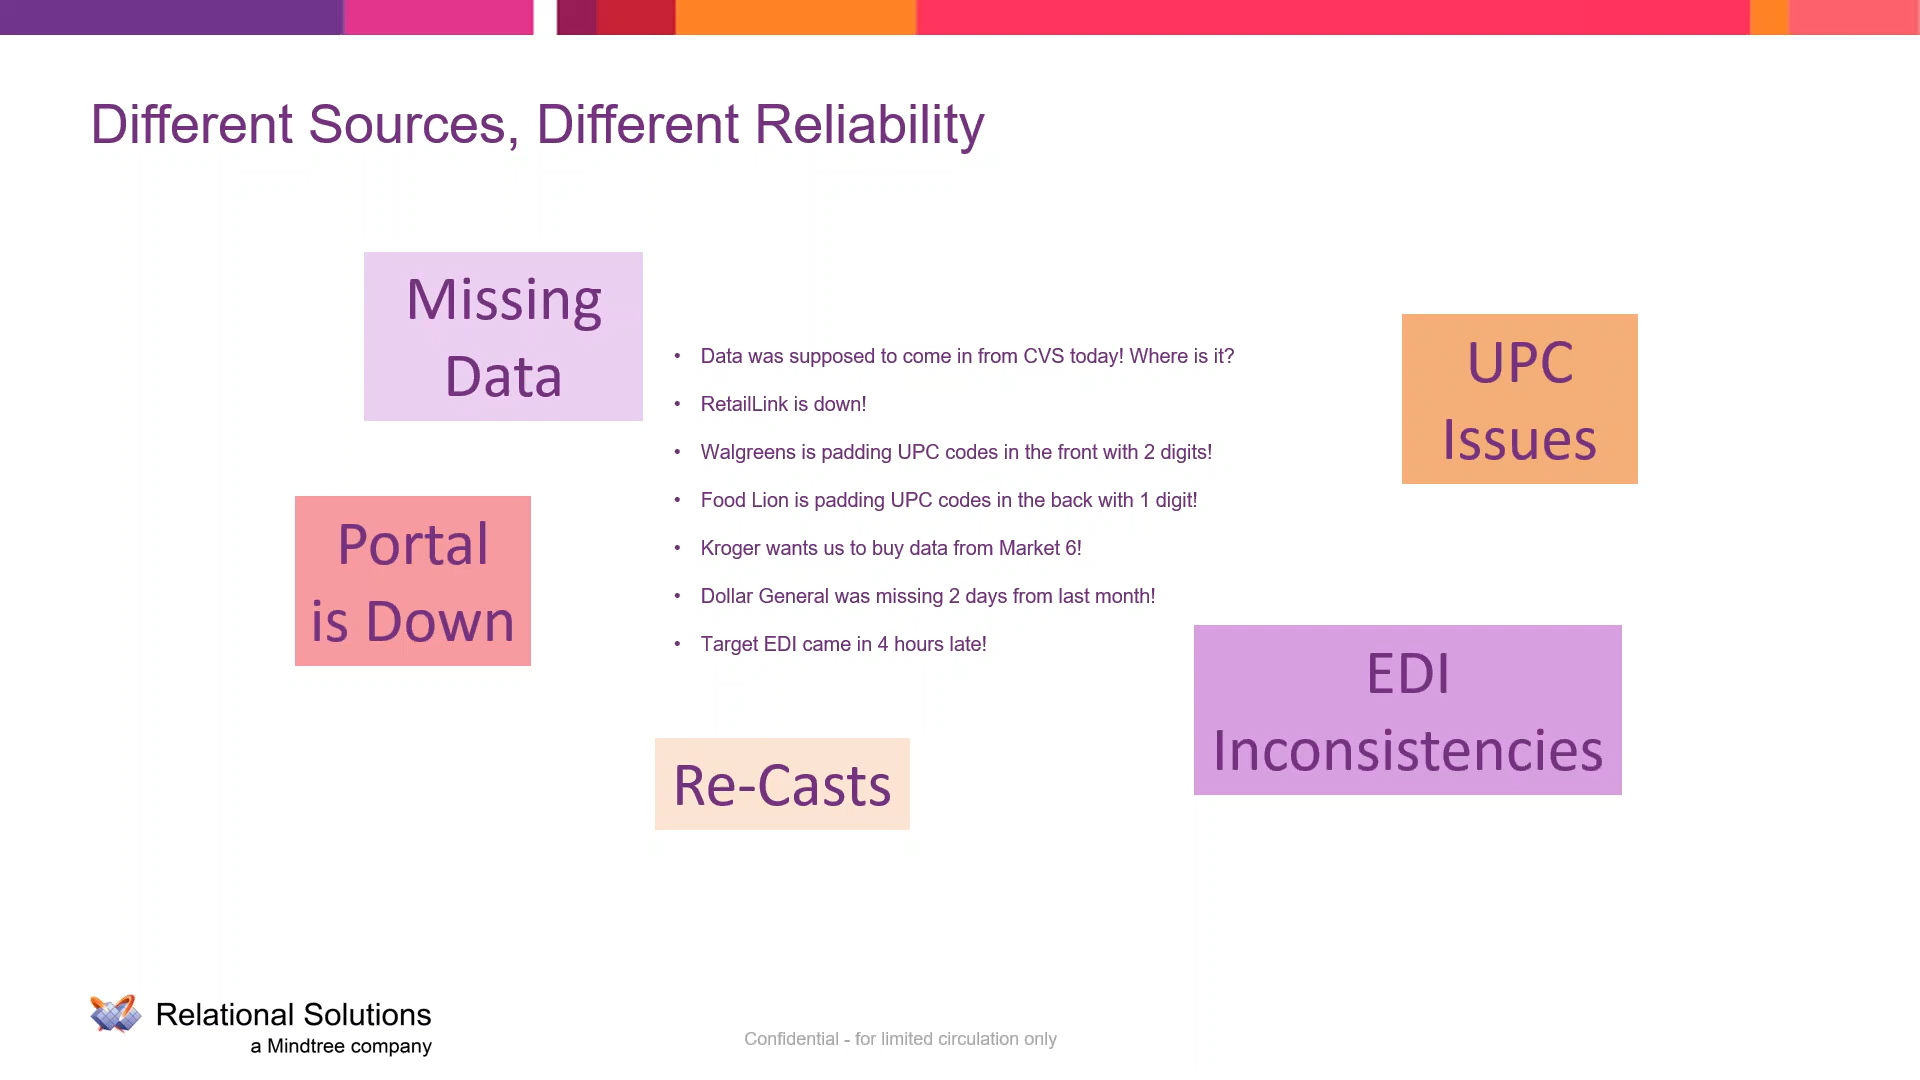 Different Sources, Different Reliability
Missing
Data
• Data was supposed to come in from CVS today! Where is it?
• RetailLink is down!
• Walgreens is padding UPC codes in the front with 2 digits!
• Food Lion is padding UPC codes in the back with 1 digit!
• Kroger wants us to buy data from Market 6!
• Dollar General was missing 2 days from last month!
• Target EDI came in 4 hours late!
UPC
Issues
Portal
is Down
EDI
Inconsistencies
Re-Casts
Relational Solutions
a Mindtree company
Confidential - for limited circulation only